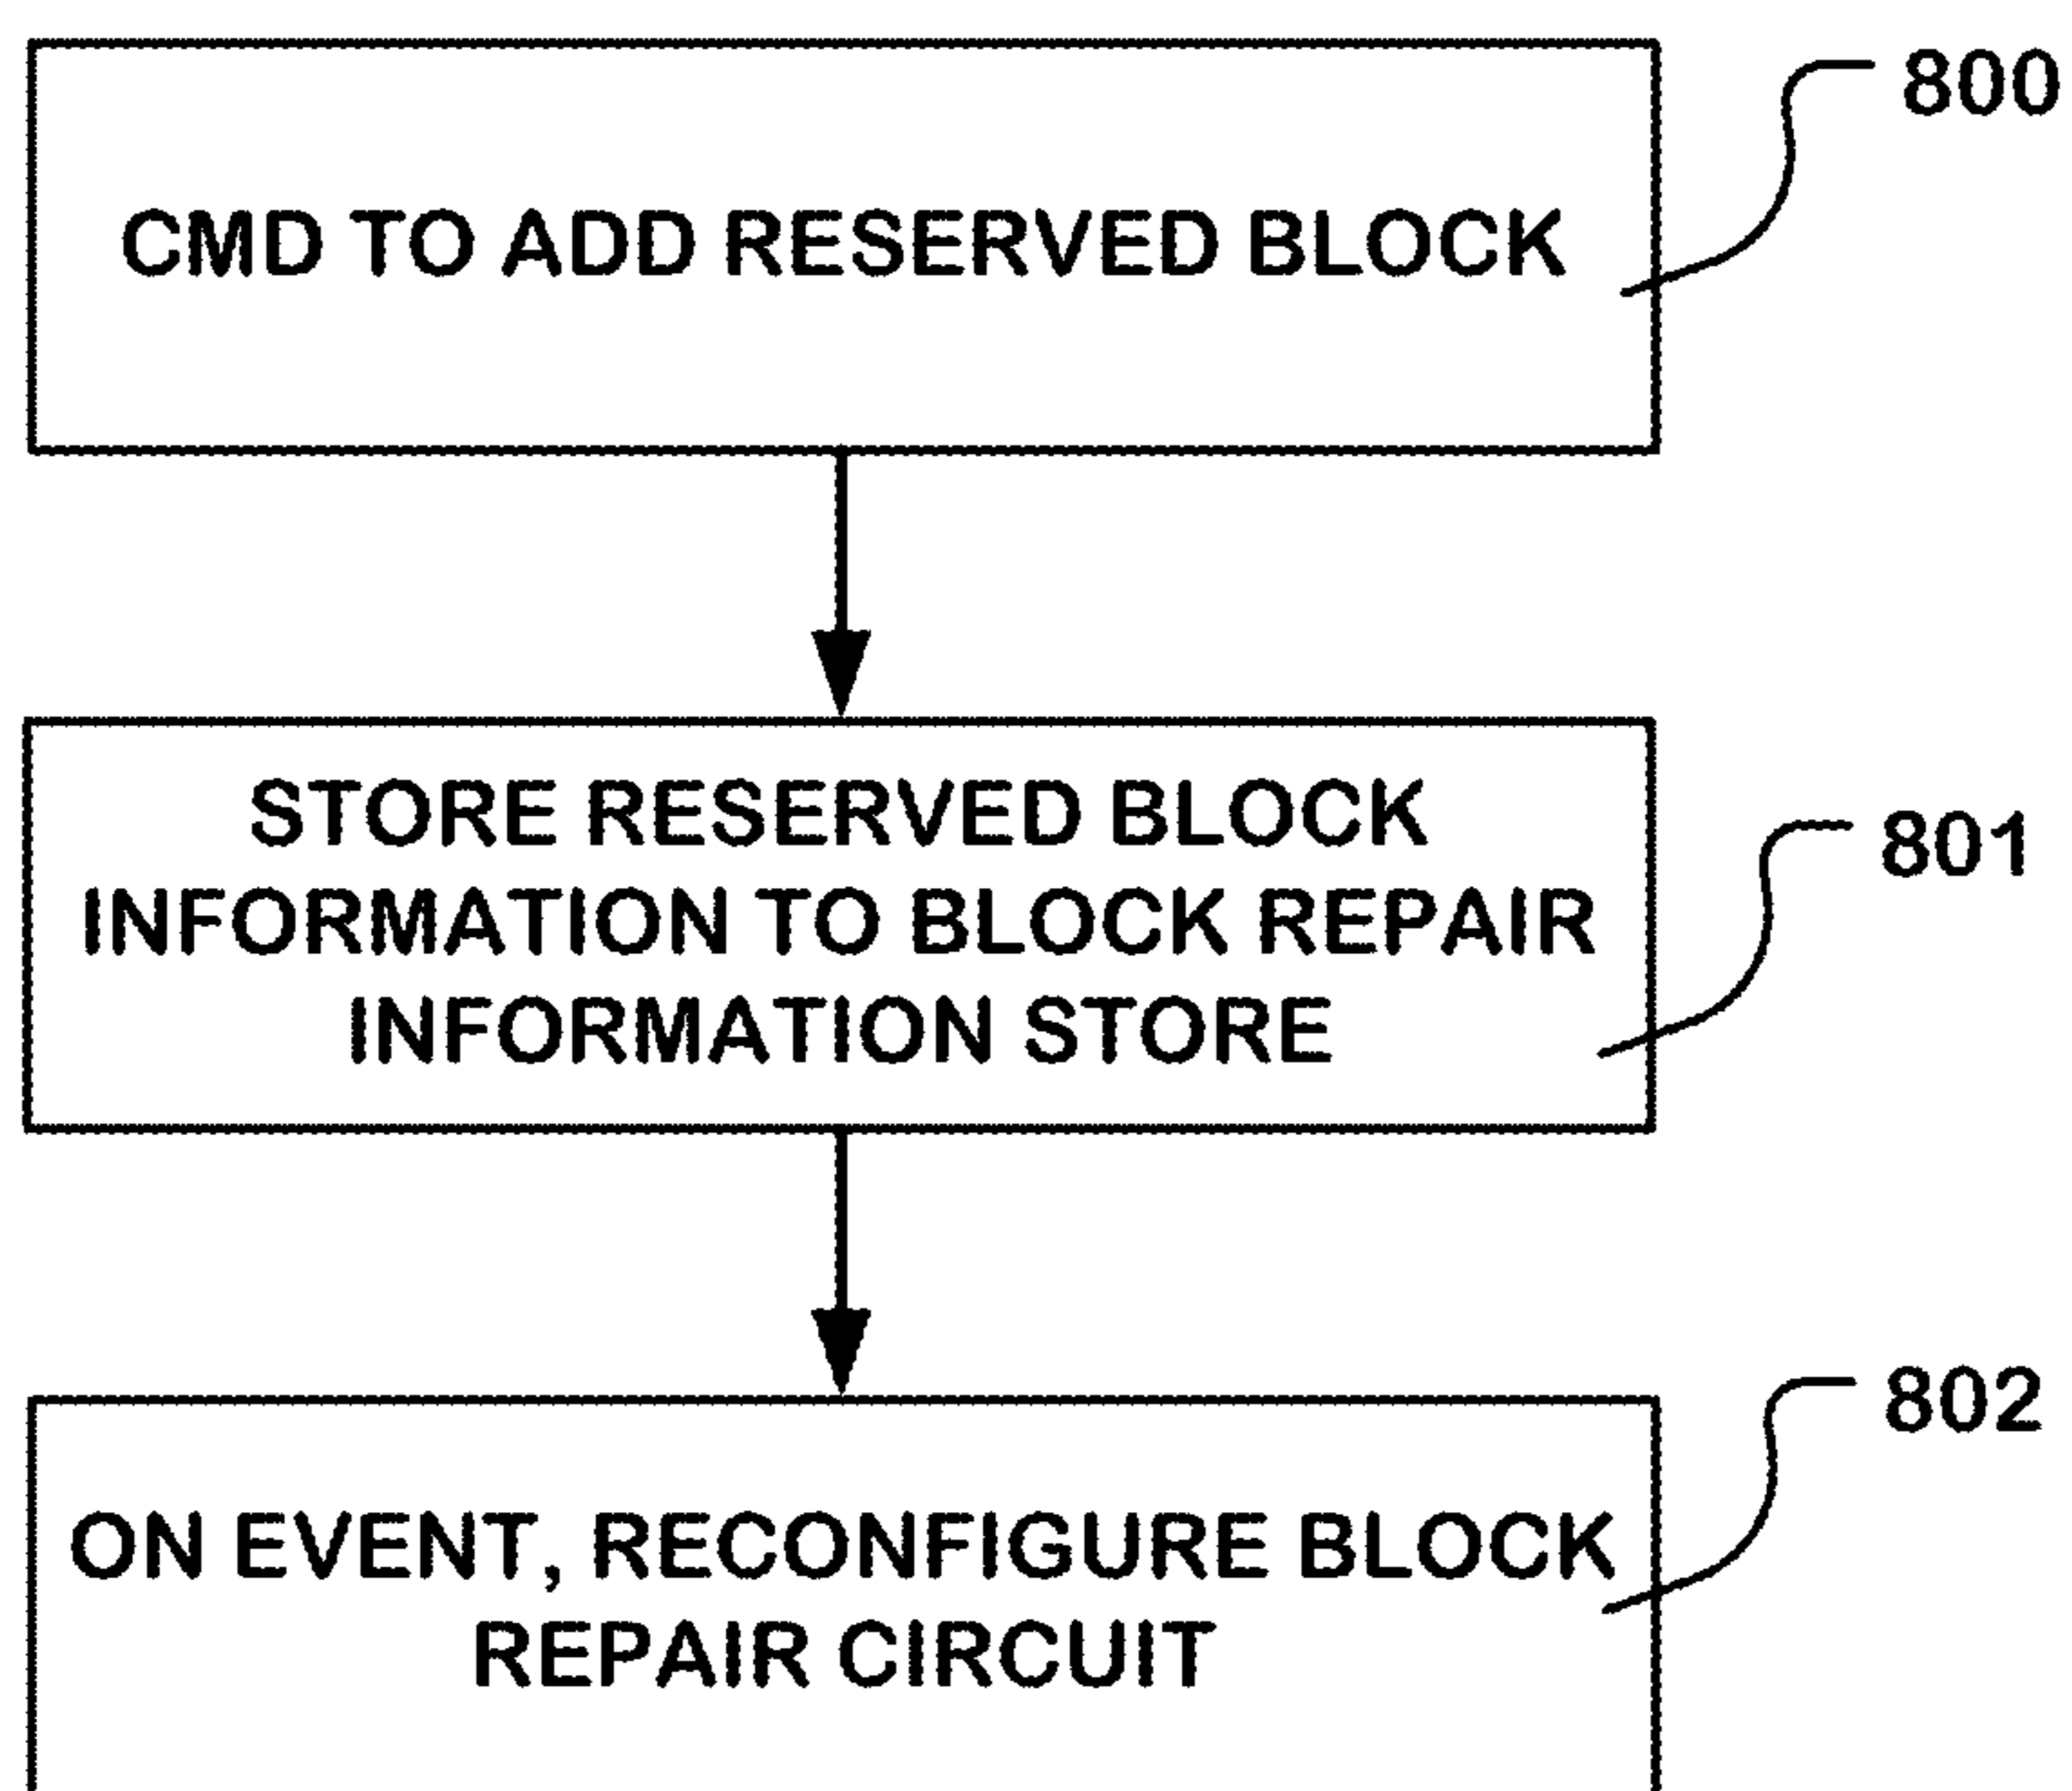 800
CMD TO ADD RESERVED BLOCK
STORE RESERVED BLOCK
INFORMATION TO BLOCK REPAIR
INFORMATION STORE
801
ON EVENT, RECONFIGURE BLOCK
REPAIR CIRCUIT
802